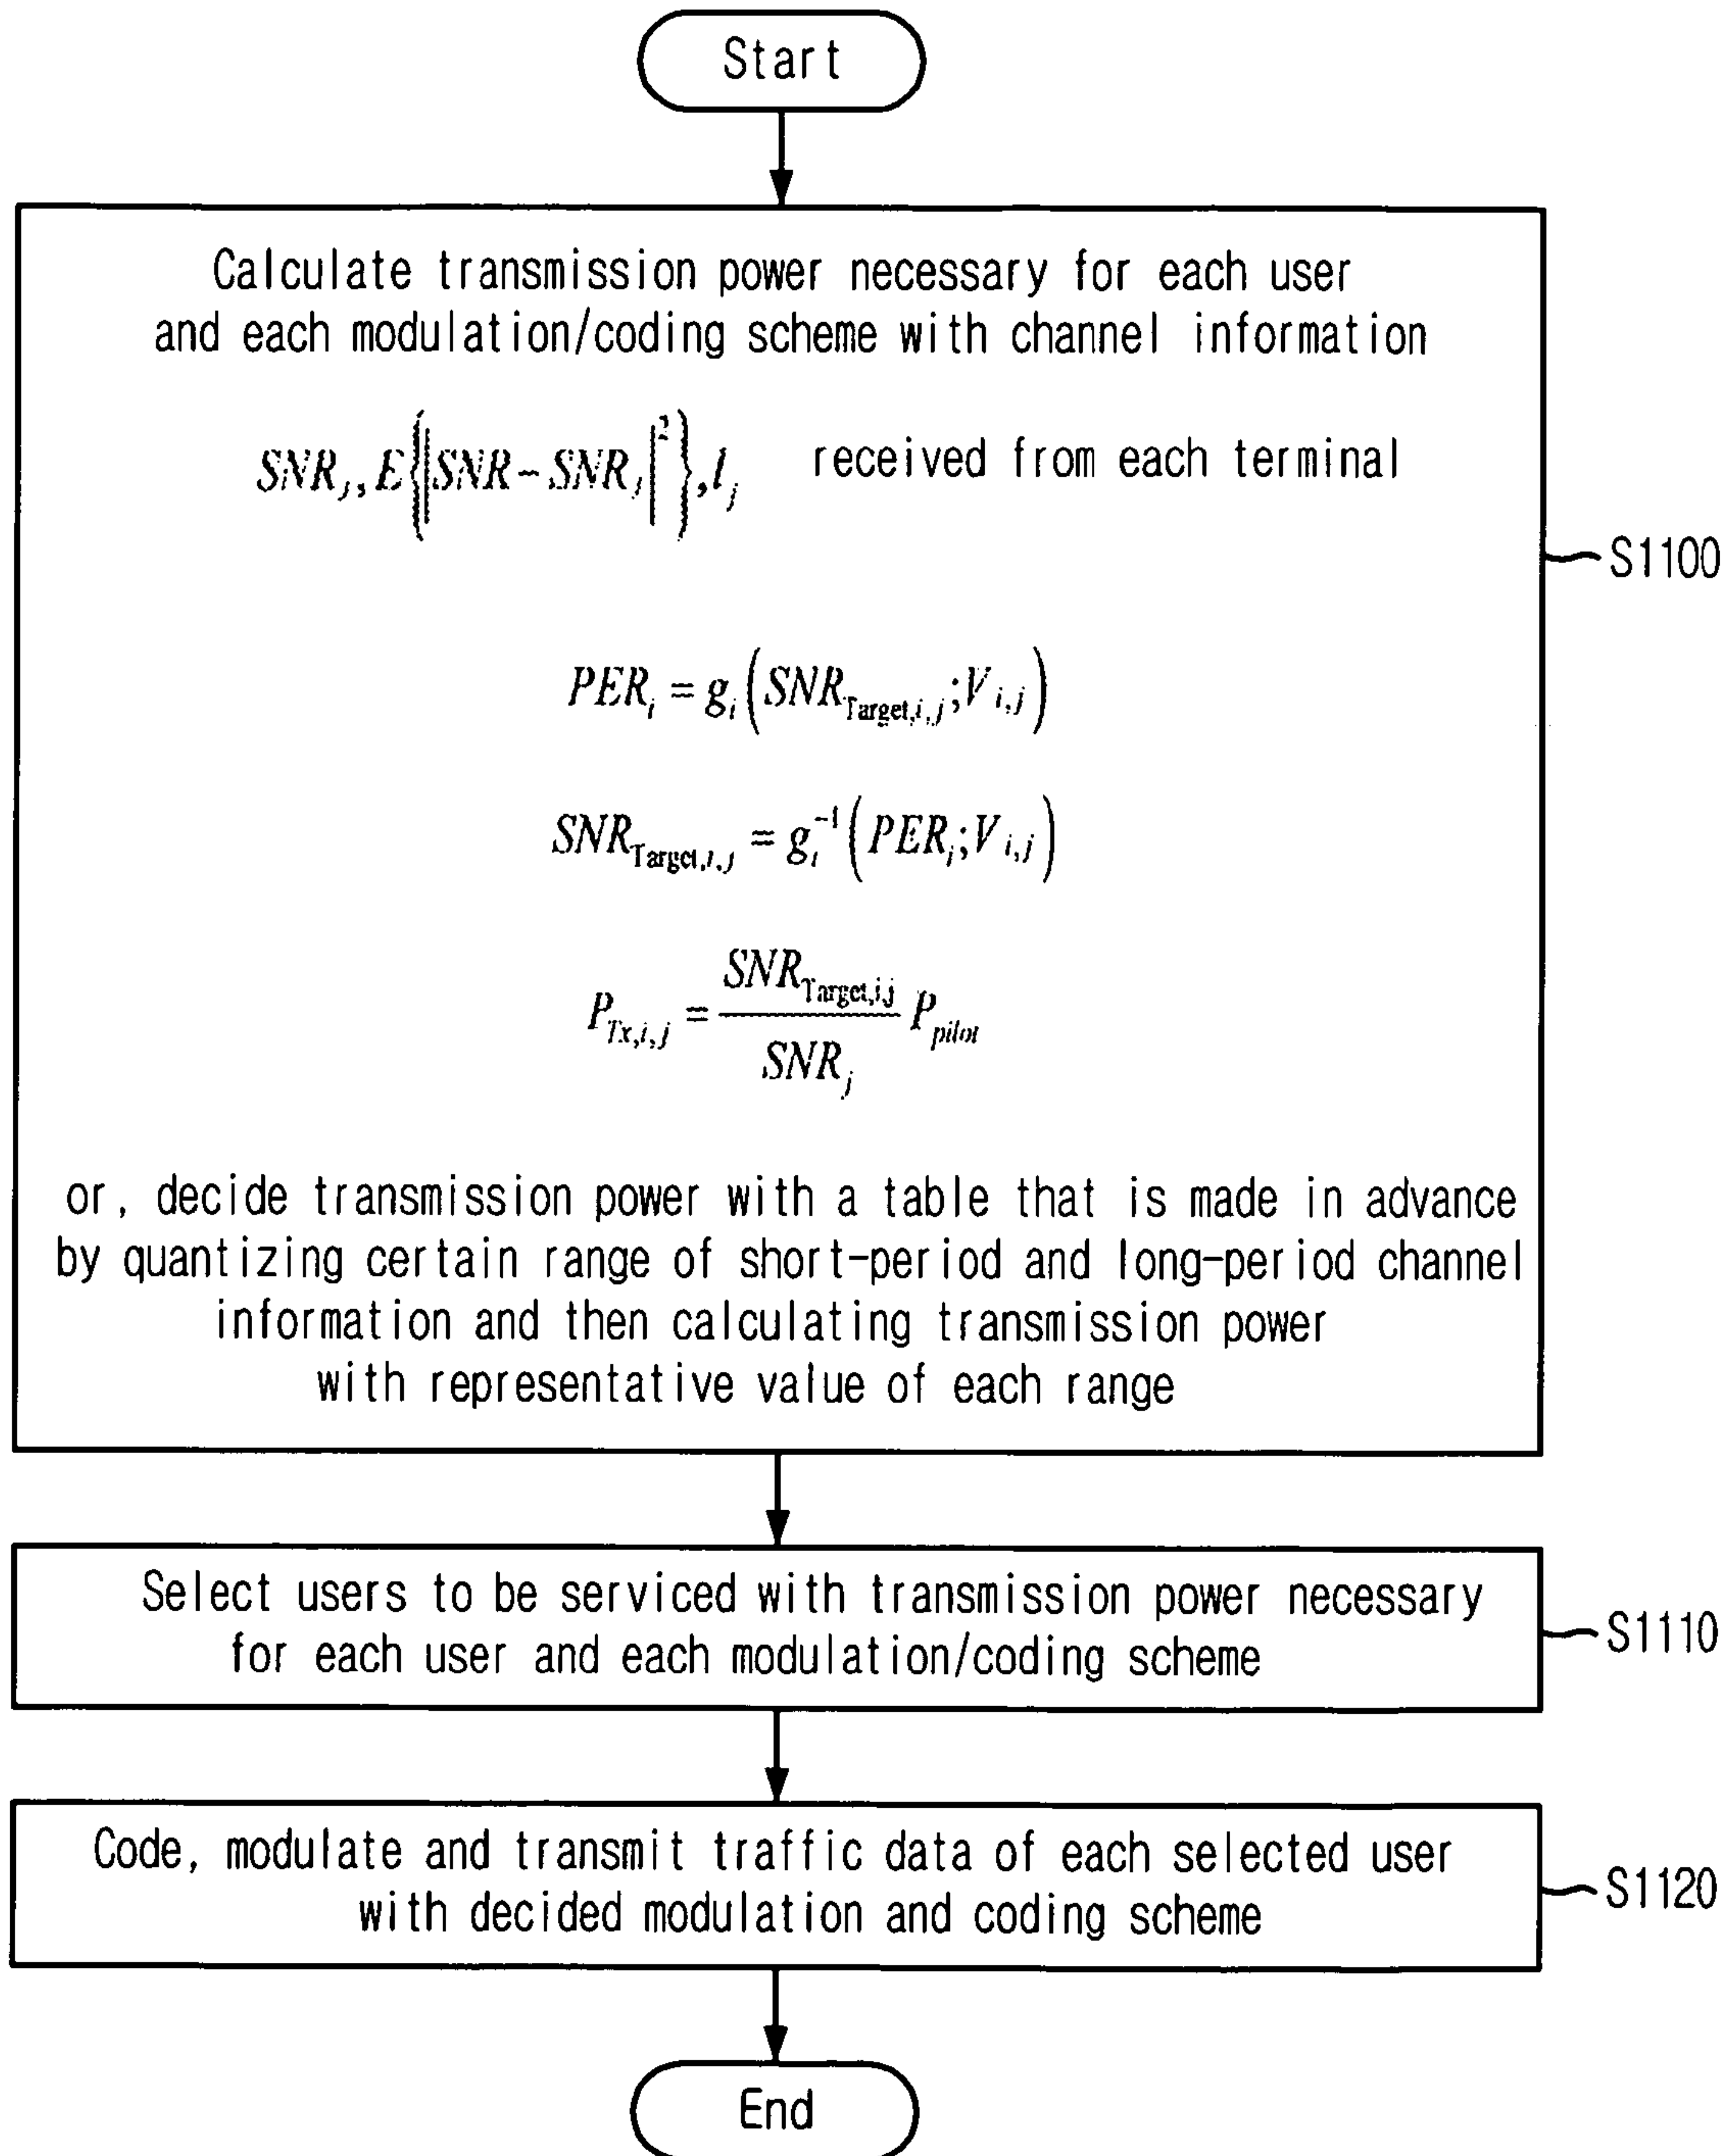 Start
Calculate transmission power necessary for each user
and each modulation/coding scheme with channel information
SNR_j, E{|SNR-SNR_j|^2}, l_j received from each terminal
S1100
PER_i = g_i(SNR_Target,i,j; V_i,j)
SNR_Target,i,j = g_i^-1(PER_i; V_i,j)
P_Tx,i,j = SNR_Target,i,j / SNR_j P_pilot
or, decide transmission power with a table that is made in advance
by quantizing certain range of short-period and long-period channel
information and then calculating transmission power
with representative value of each range
Select users to be serviced with transmission power necessary
for each user and each modulation/coding scheme
S1110
Code, modulate and transmit traffic data of each selected user
with decided modulation and coding scheme
S1120
End